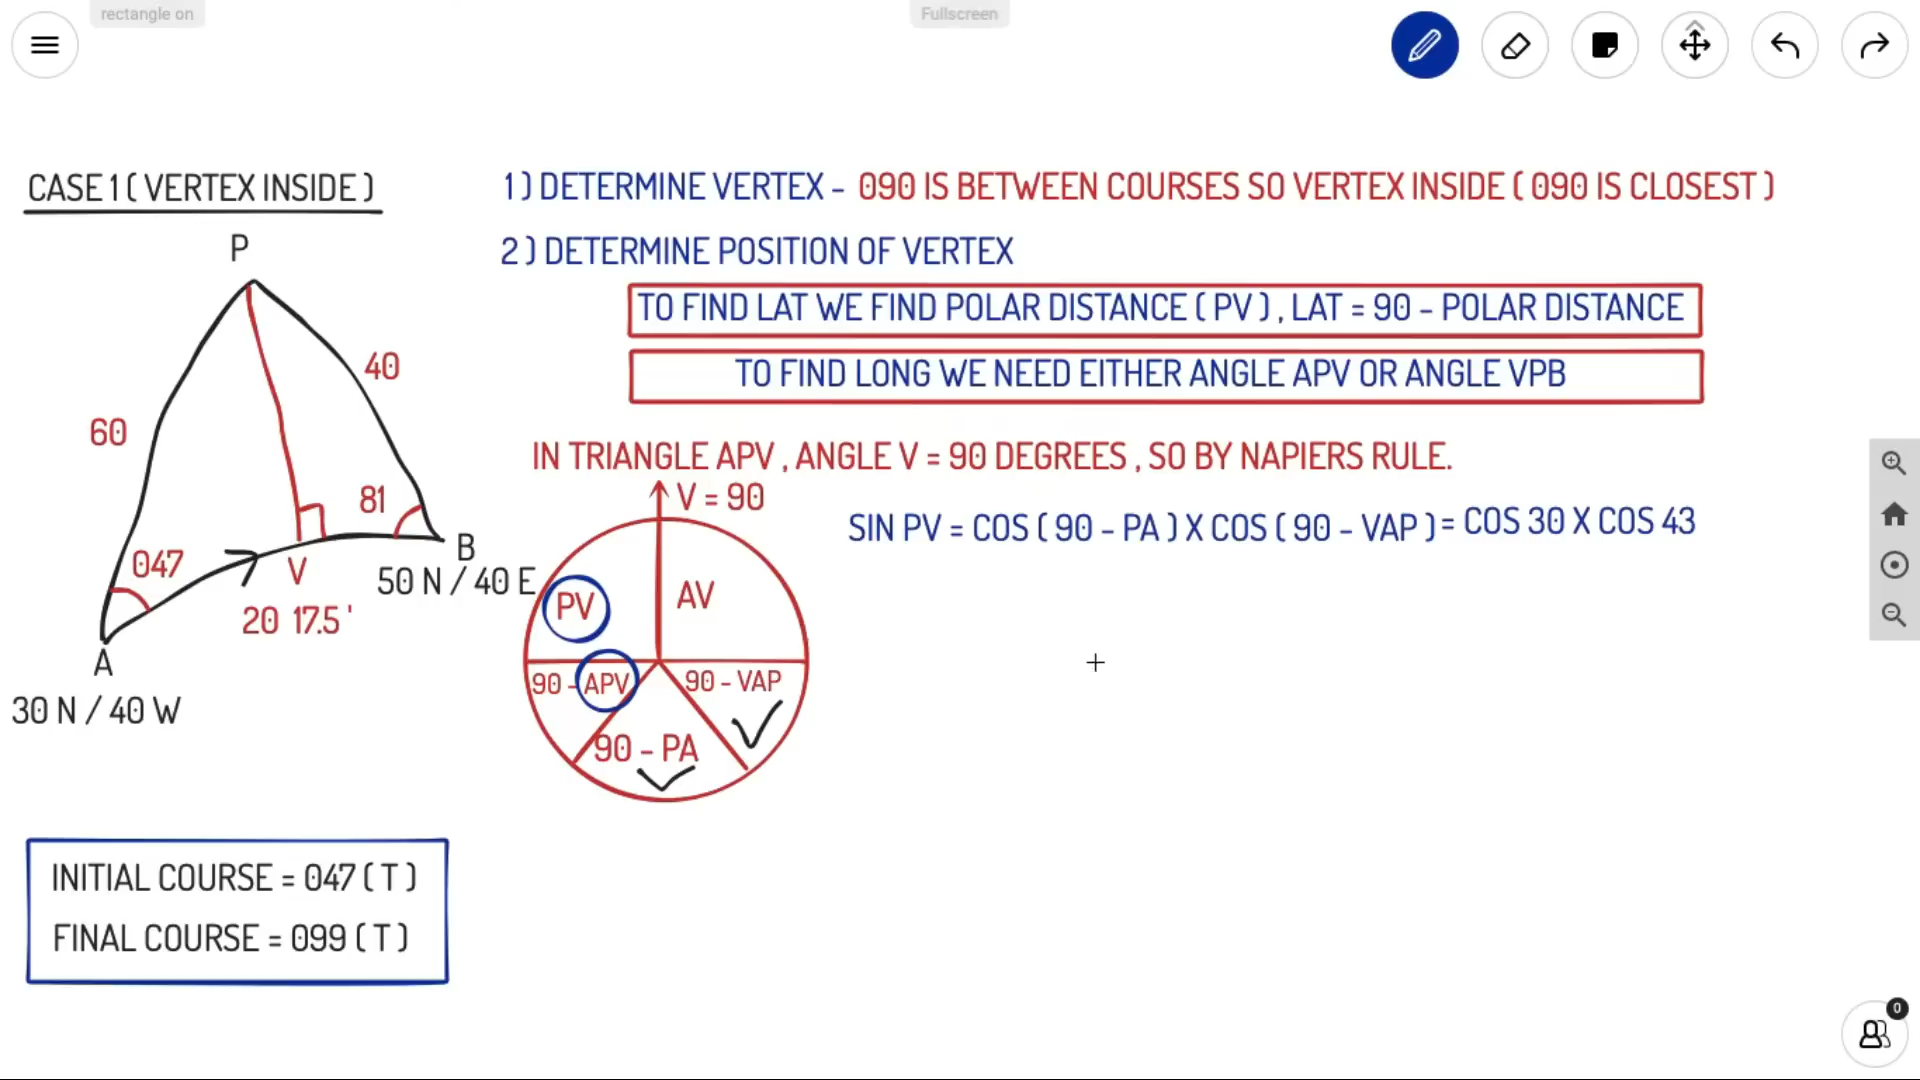 rectangle on
Fullscreen
CASE 1 ( VERTEX INSIDE )
1 ) DETERMINE VERTEX - 090 IS BETWEEN COURSES SO VERTEX INSIDE ( 090 IS CLOSEST )
2 ) DETERMINE POSITION OF VERTEX
TO FIND LAT WE FIND POLAR DISTANCE ( PV ) , LAT = 90 - POLAR DISTANCE
TO FIND LONG WE NEED EITHER ANGLE APV OR ANGLE VPB
P
40
60
81
047
V
B
50 N / 40 E
20 17.5 '
A
30 N / 40 W
IN TRIANGLE APV , ANGLE V = 90 DEGREES , SO BY NAPIERS RULE.
V = 90
SIN PV = COS ( 90 - PA ) X COS ( 90 - VAP ) = COS 30 X COS 43
PV
AV
90 - APV
90 - VAP
90 - PA
INITIAL COURSE = 047 ( T )
FINAL COURSE = 099 ( T )
0